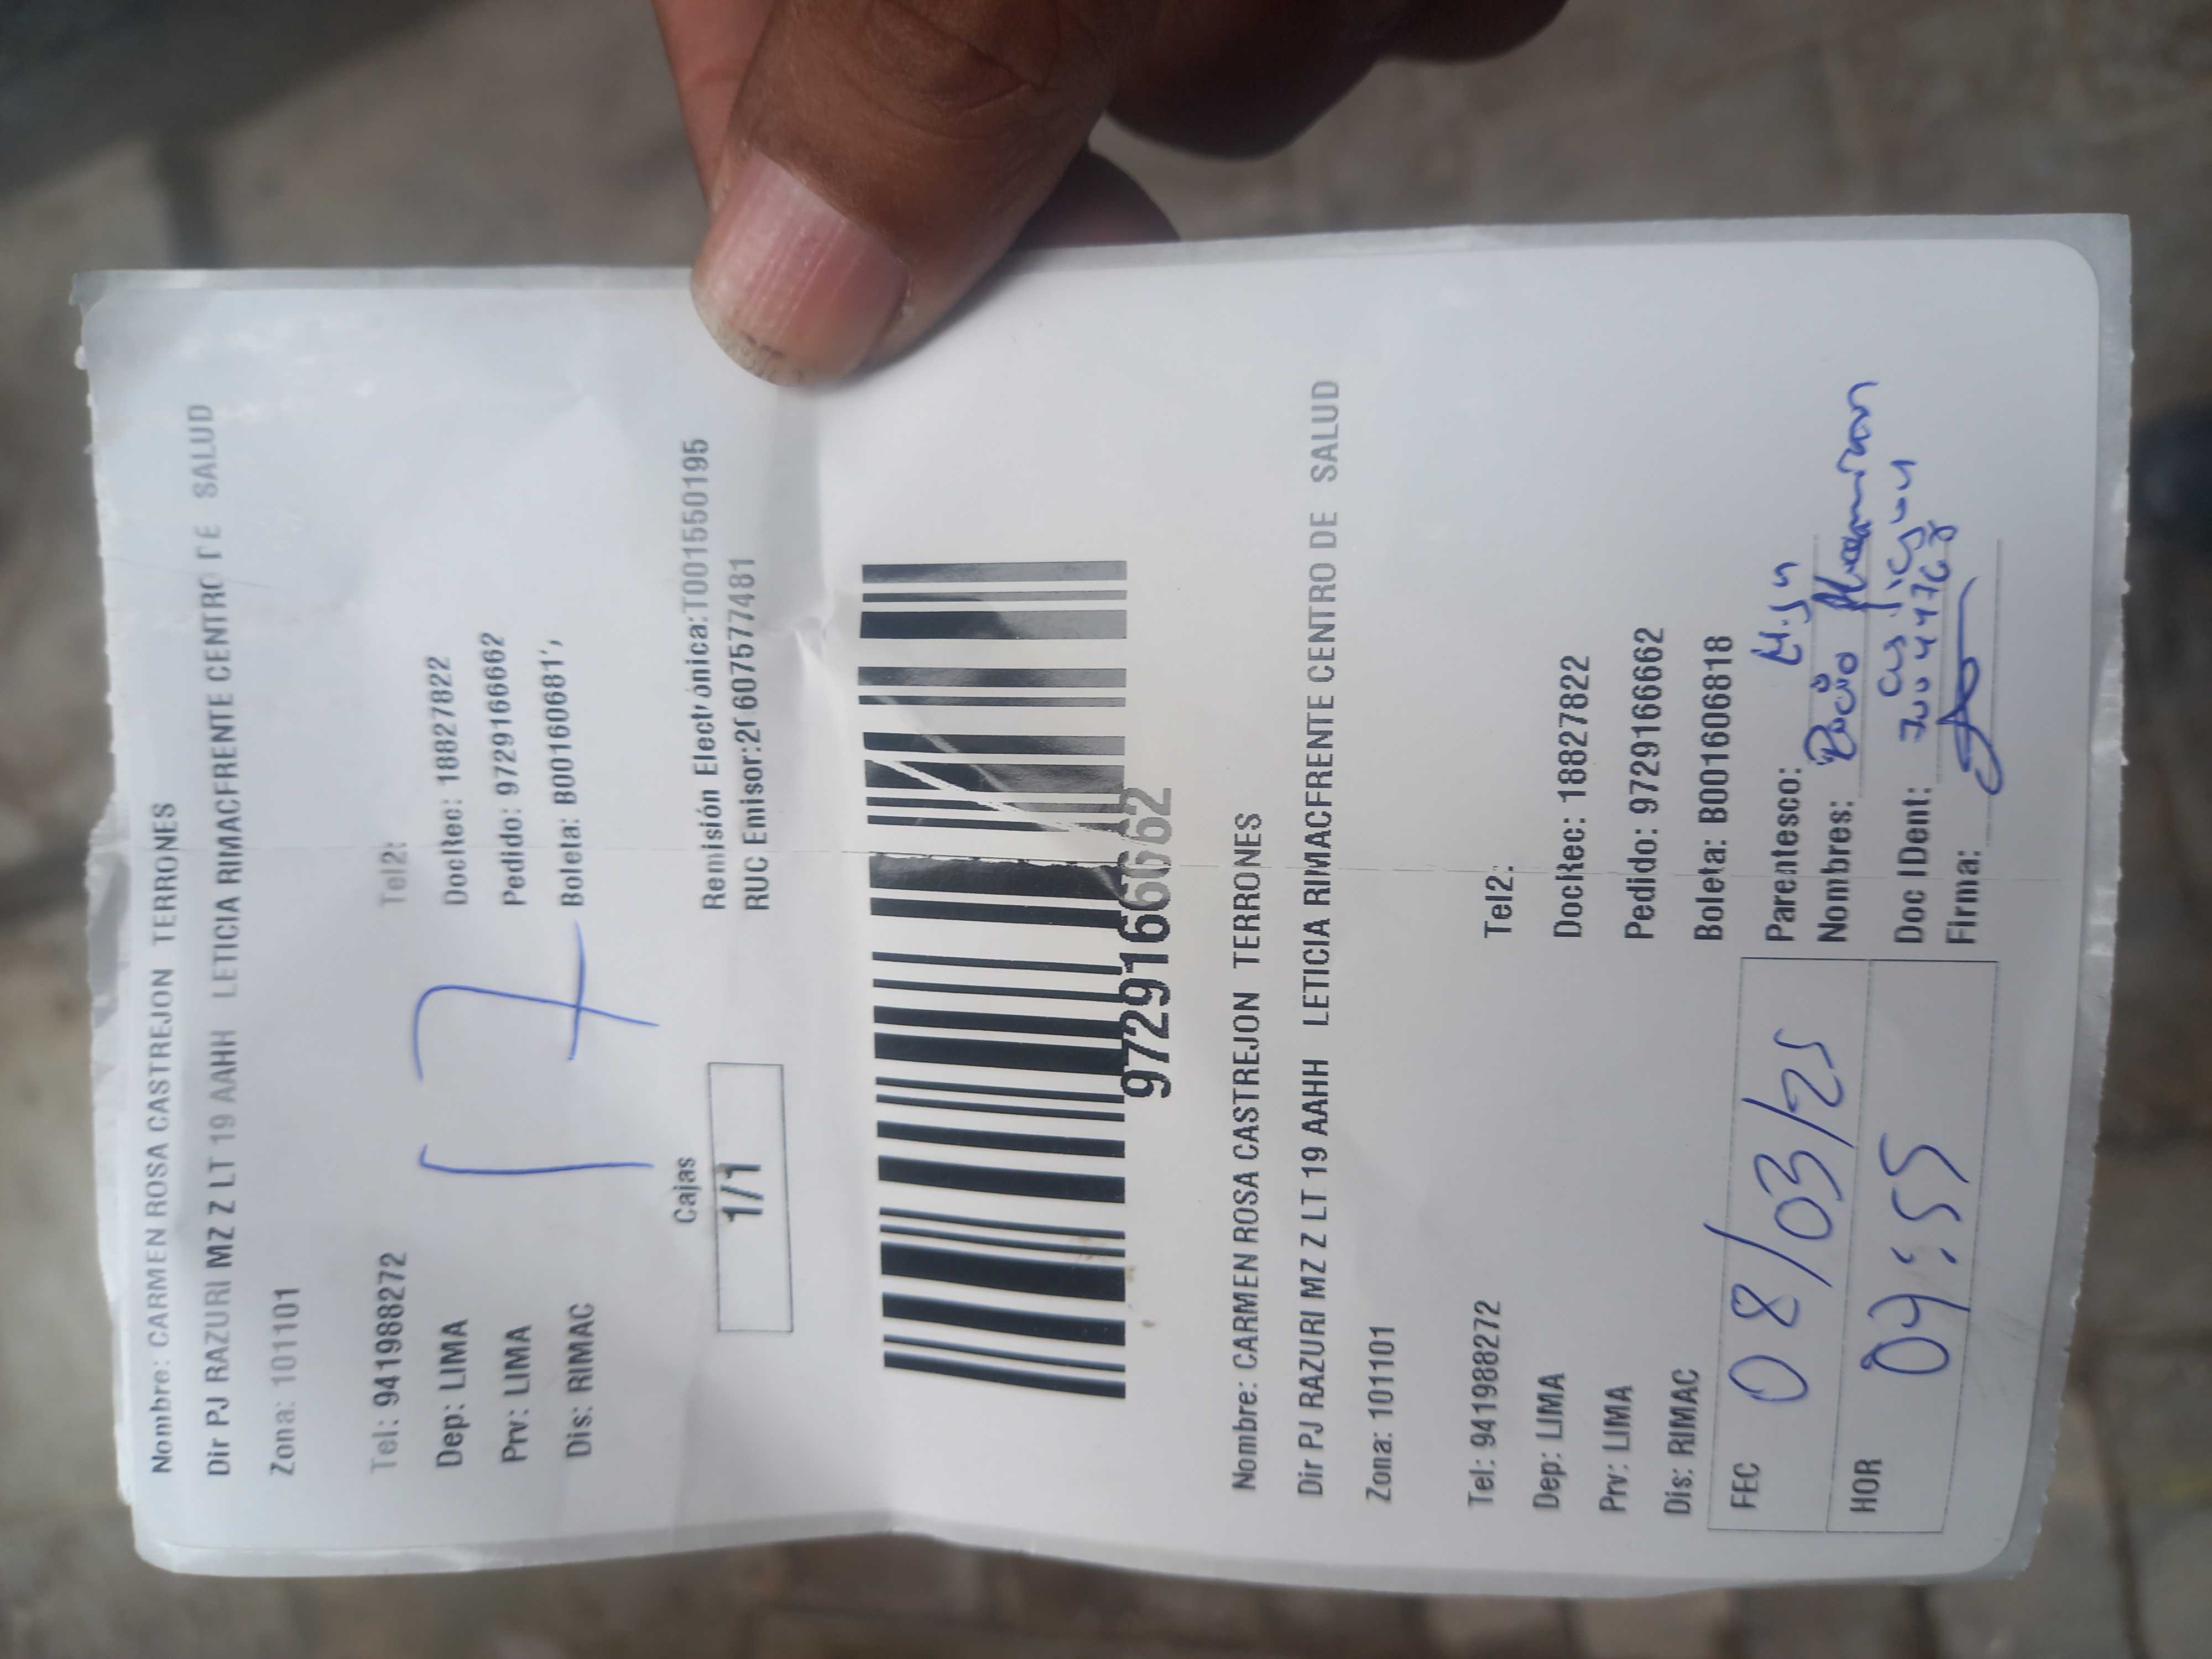 Nombre: CARMEN ROSA CASTREJON TERRONES
Dir PJ RAZURI MZ Z LT 19 AAHH LETICIA RIMACFRENTE CENTRO DE SALUD
Zona: 101101
Tel: 941988272 Tel2:
Dep: LIMA DocRec: 18827822
Prv: LIMA Pedido: 9729166662
Dis: RIMAC Boleta: B00160681
17
Cajas
1/1
Remisión Electrónica:T001550195
RUC Emisor:20607577481
9729166662
Nombre: CARMEN ROSA CASTREJON TERRONES
Dir PJ RAZURI MZ Z LT 19 AAHH LETICIA RIMACFRENTE CENTRO DE SALUD
Zona: 101101
Tel: 941988272 Tel2:
Dep: LIMA DocRec: 18827822
Prv: LIMA Pedido: 9729166662
Dis: RIMAC Boleta: B001606818
FEC 08/03/25
HOR 09:55
Parentesco:
Nombres: Rocio
Doc IDent:
Firma: